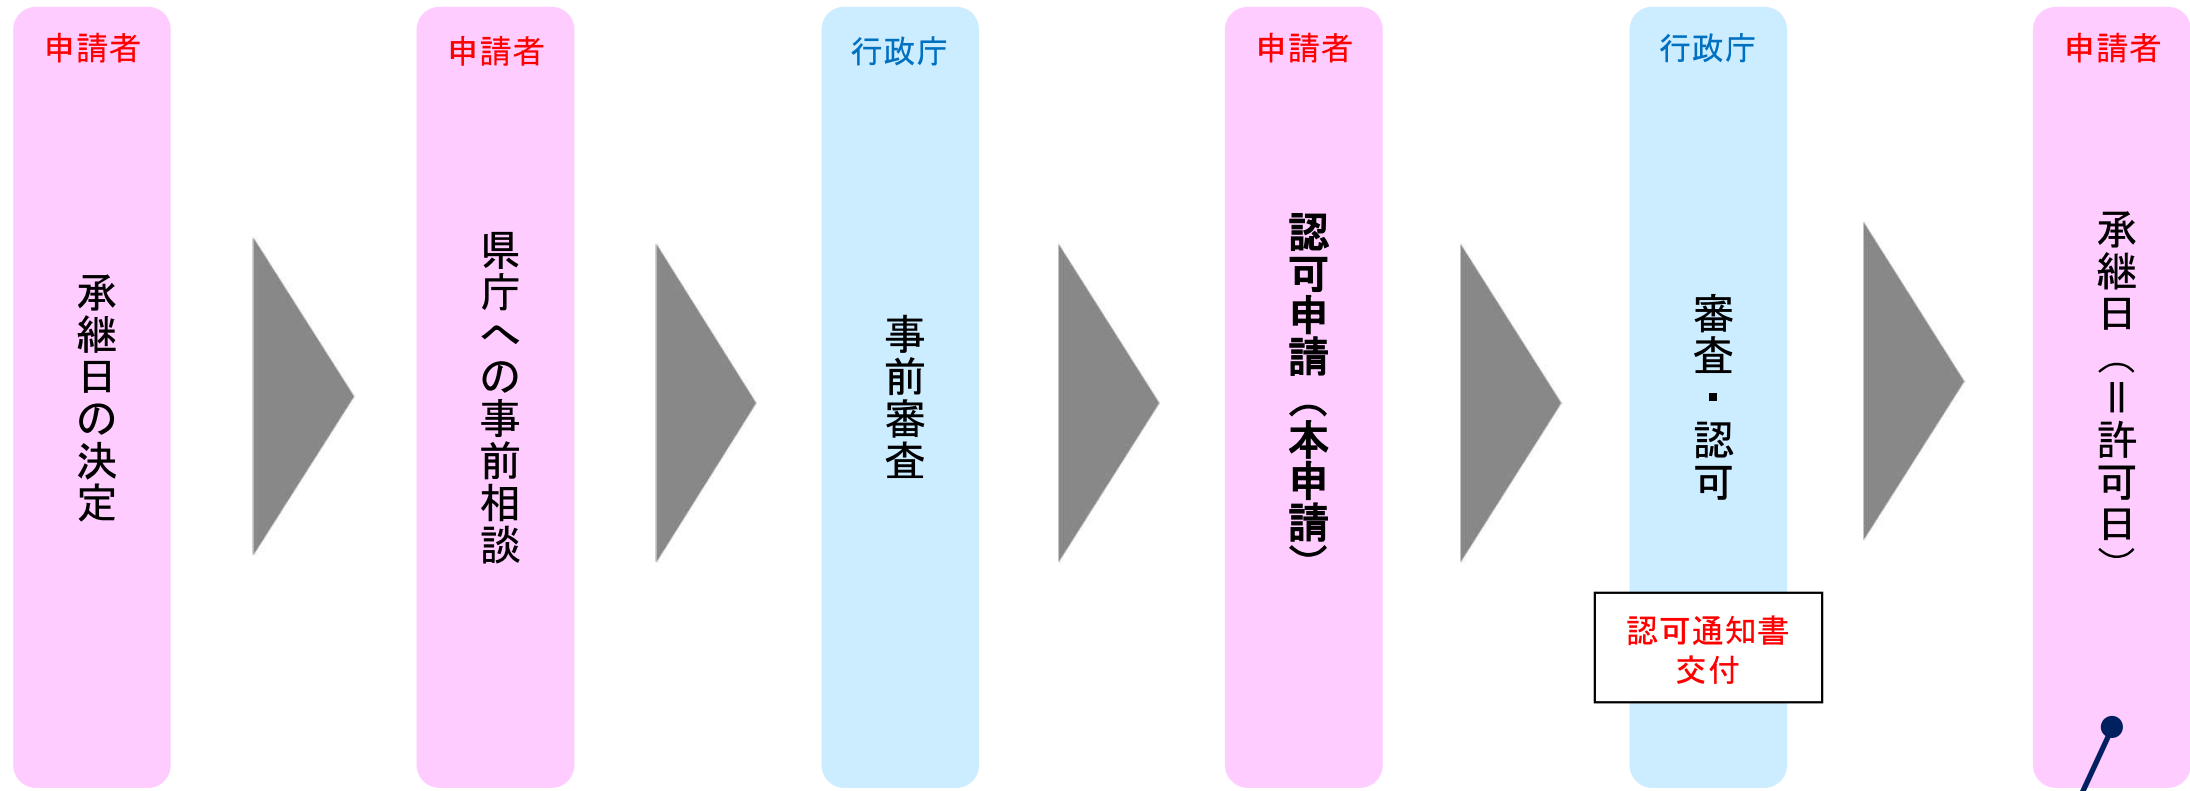 申請者
承継日の決定
申請者
県庁への事前相談
行政庁
事前審査
申請者
認可申請（本申請）
行政庁
審査・認可
認可通知書
交付
申請者
承継日（＝許可日）